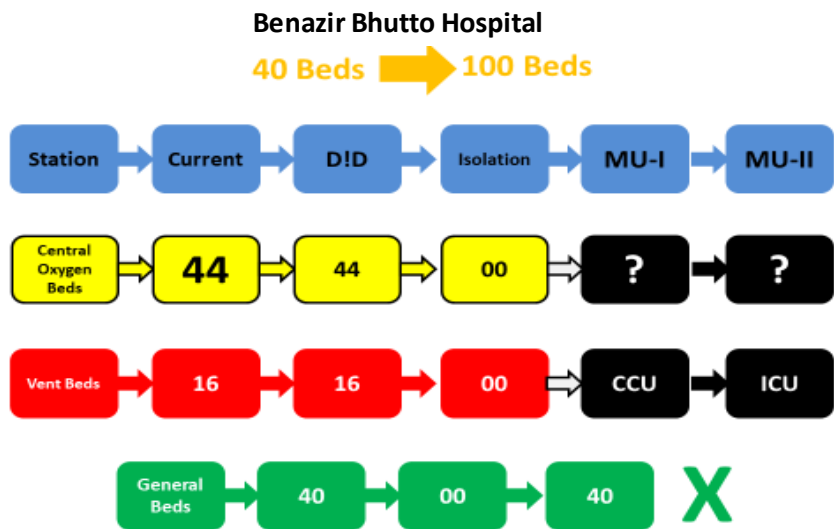 Benazir Bhutto Hospital
40 Beds 100 Beds
Station Current D!D Isolation MU-I MU-II
Central
Oxygen
Beds
44 44 00 ? ?
Vent Beds 16 16 00 CCU ICU
General
Beds
40 00 40 X